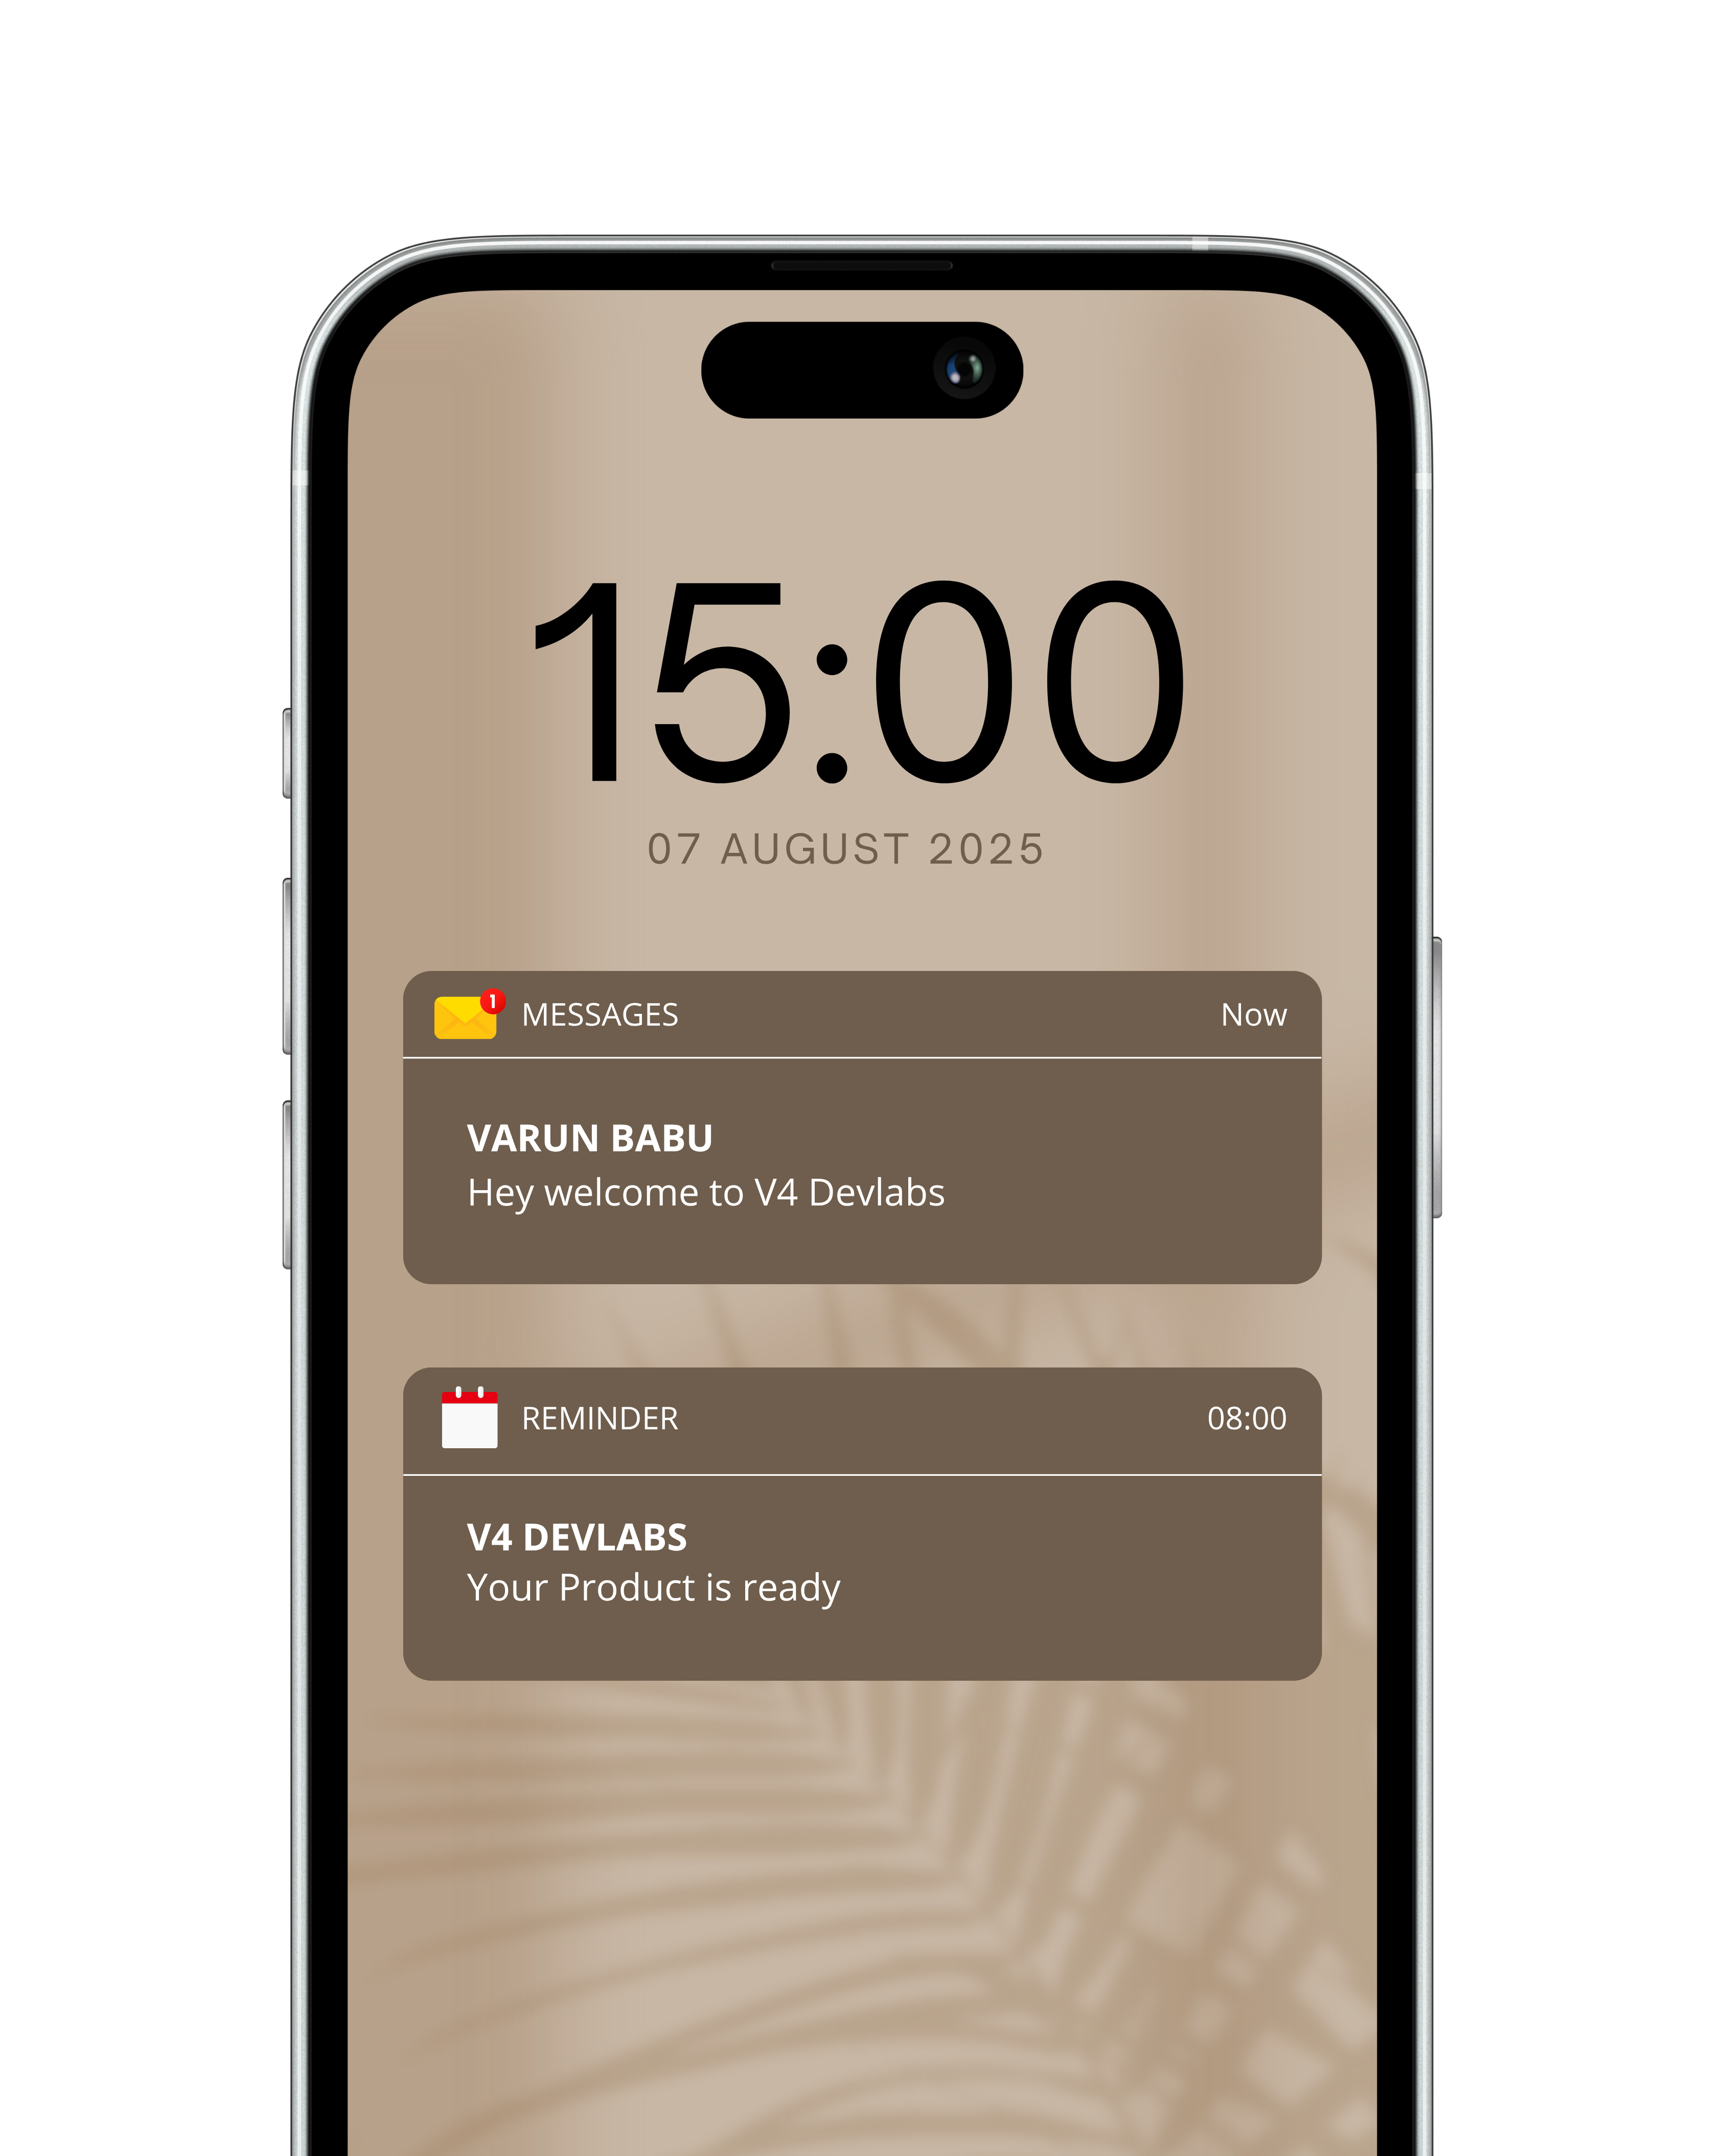 15:00
07 AUGUST 2025
1
MESSAGES
Now
VARUN BABU
Hey welcome to V4 Devlabs
REMINDER
08:00
V4 DEVLABS
Your Product is ready